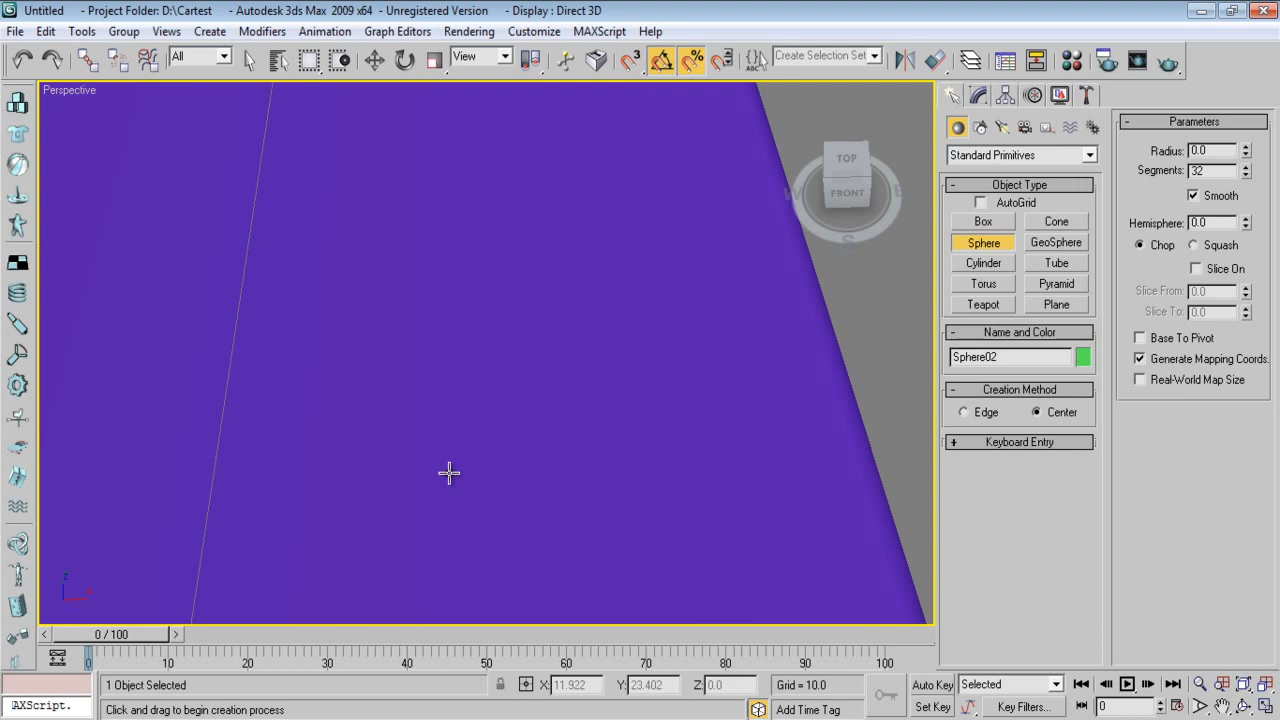 Untitled - Project Folder: D:\Cartest - Autodesk 3ds Max 2009 x64 - Unregistered Version - Display : Direct 3D
File Edit Tools Group Views Create Modifiers Animation Graph Editors Rendering Customize MAXScript Help
All View Create Selection Set
Perspective
TOP
FRONT
W E
S
z
x
Standard Primitives
- Object Type
AutoGrid
Box Cone
Sphere GeoSphere
Cylinder Tube
Torus Pyramid
Teapot Plane
- Name and Color
Sphere02
- Creation Method
Edge Center
+ Keyboard Entry
- Parameters
Radius: 0.0
Segments: 32
Smooth
Hemisphere: 0.0
Chop Squash
Slice On
Slice From: 0.0
Slice To: 0.0
Base To Pivot
Generate Mapping Coords.
Real-World Map Size
< 0 / 100 >
0 10 20 30 40 50 60 70 80 90 100
1 Object Selected X: 11.922 Y: 23.402 Z: 0.0 Grid = 10.0 Auto Key Selected
AXScript. Click and drag to begin creation process Add Time Tag Set Key Key Filters... 0